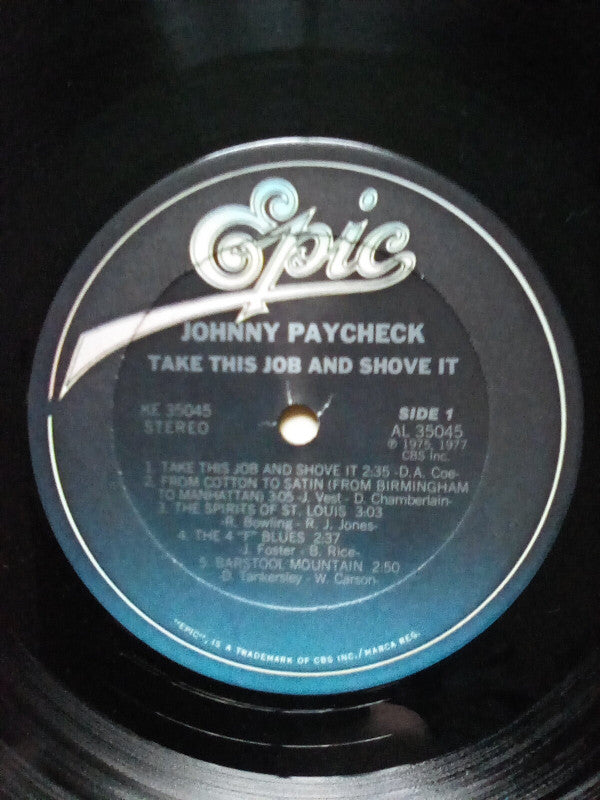 Epic
JOHNNY PAYCHECK
TAKE THIS JOB AND SHOVE IT
KE 35045
STEREO
SIDE 1
AL 35045
℗ 1975, 1977
CBS Inc.
1. TAKE THIS JOB AND SHOVE IT 2:35 -D.A. Coe-
2. FROM COTTON TO SATIN (FROM BIRMINGHAM
TO MANHATTAN) 3:05 -J. Vest - D. Chamberlain-
3. THE SPIRITS OF ST. LOUIS 3:03
-R. Bowling - R. J. Jones-
4. THE 4 "F" BLUES 2:37
-J. Foster - B. Rice-
5. BARSTOOL MOUNTAIN 2:50
-D. Tankersley - W. Carson-
"EPIC", IS A TRADEMARK OF CBS INC./MARCA REG.